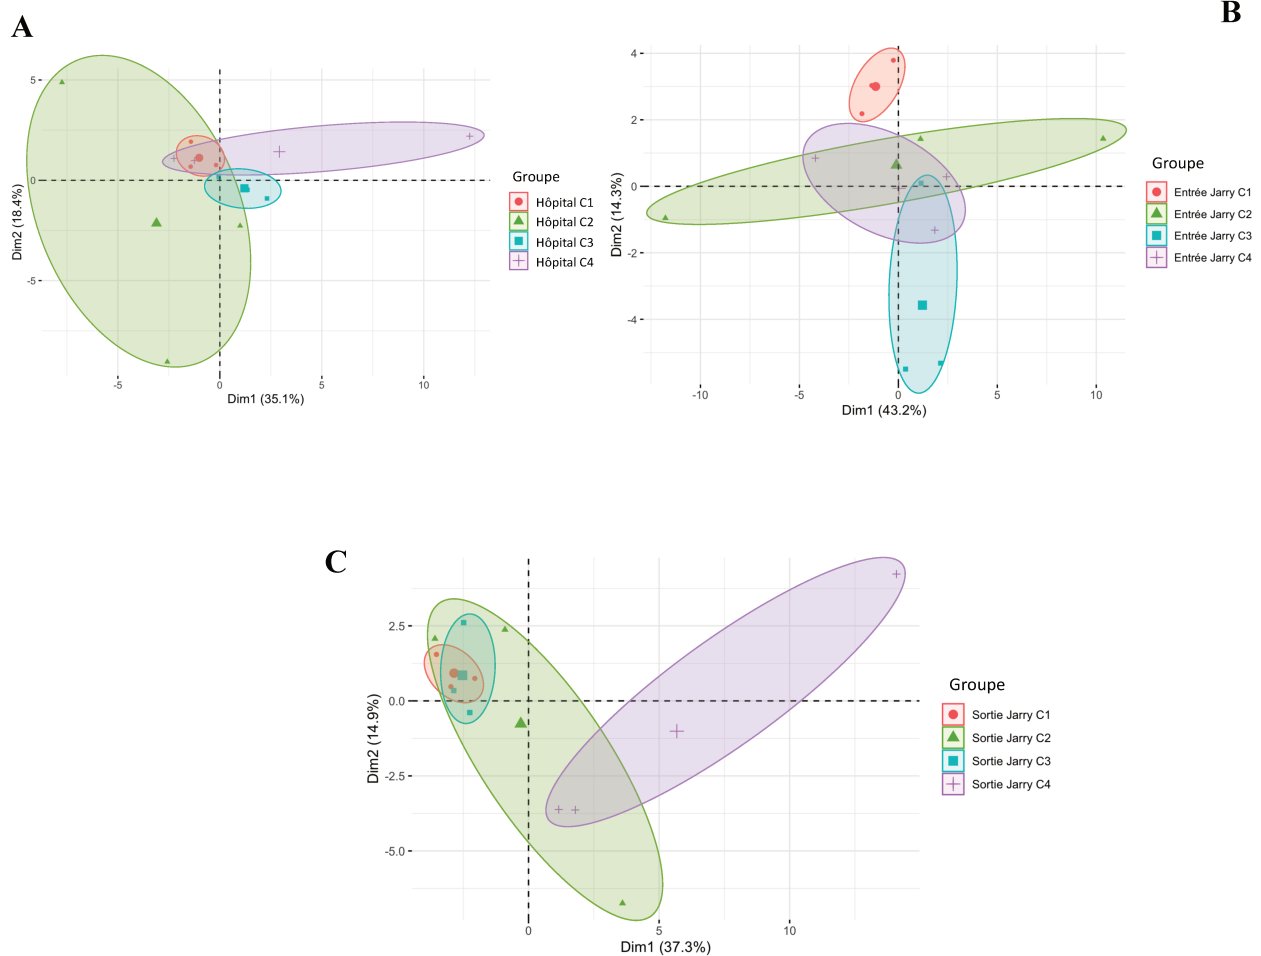 A
5
0
-5
-5
0
5
10
Dim1 (35.1%)
Dim2 (18.4%)
Groupe
Hôpital C1
Hôpital C2
Hôpital C3
Hôpital C4
B
4
2
0
-2
-4
-10
-5
0
5
10
Dim1 (43.2%)
Dim2 (14.3%)
Groupe
Entrée Jarry C1
Entrée Jarry C2
Entrée Jarry C3
Entrée Jarry C4
C
2.5
0.0
-2.5
-5.0
0
5
10
Dim1 (37.3%)
Dim2 (14.9%)
Groupe
Sortie Jarry C1
Sortie Jarry C2
Sortie Jarry C3
Sortie Jarry C4